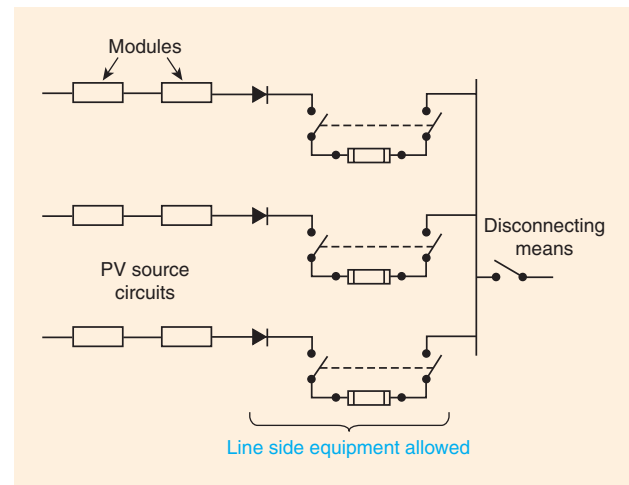 Modules
Disconnecting
means
PV source
circuits
Line side equipment allowed